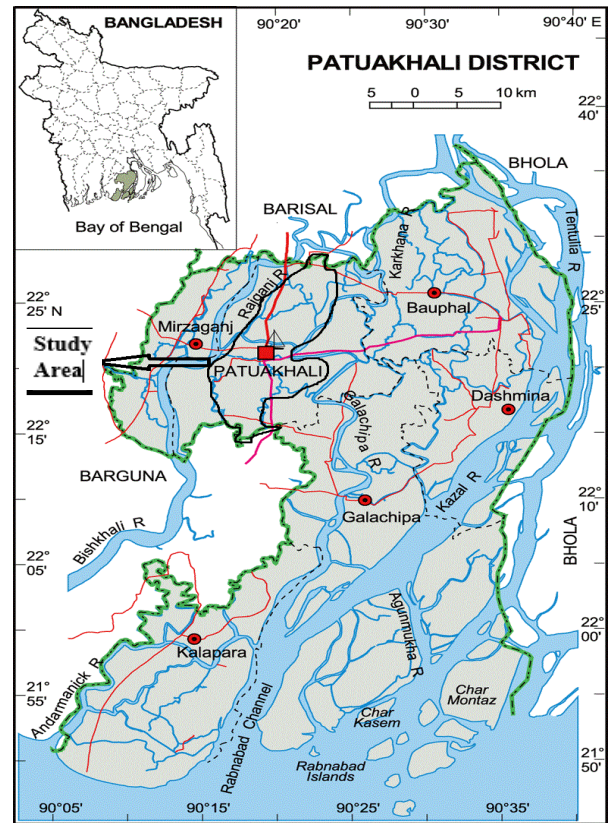 90°20' 90°30' 90°40' E
BANGLADESH
Bay of Bengal
PATUAKHALI DISTRICT
5 0 5 10 km
22°
40'
BHOLA
BARISAL
Tentulia R
Karkhana R
Rajganj R
22°
25' N
22°
25'
Bauphal
Mirzaganj
Study
Area
PATUAKHALI
Dashmina
22°
15'
Galachipa R
BARGUNA
Kazal R
22°
10'
Galachipa
Bishkhali R
BHOLA
22°
05'
22°
00'
Agunmukha R
Kalapara
21°
55'
Andarmanick R
Rabnabad Channel
Char
Montaz
Char
Kasem
Rabnabad
Islands
21°
50'
90°05' 90°15' 90°25' 90°35'